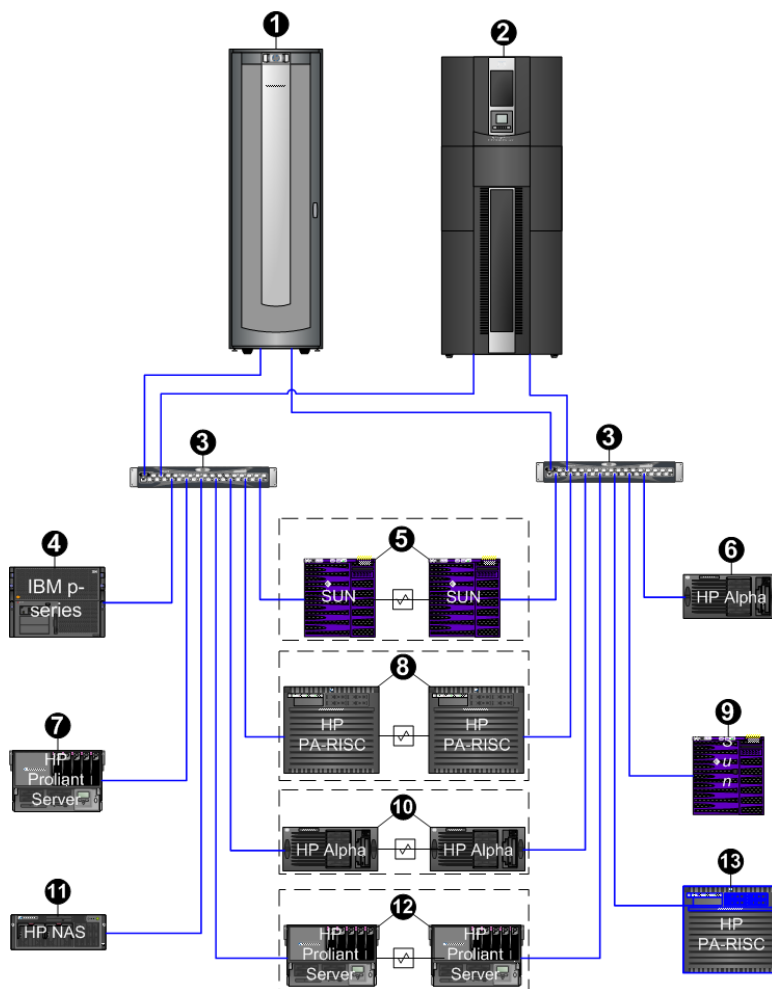 1
2
3
3
4
IBM p-
series
5
SUN
SUN
6
HP Alpha
7
HP
Proliant
Server
8
HP
PA-RISC
HP
PA-RISC
9
S
u
n
10
HP Alpha
HP Alpha
11
HP NAS
12
HP
Proliant
Server
HP
Proliant
Server
13
HP
PA-RISC